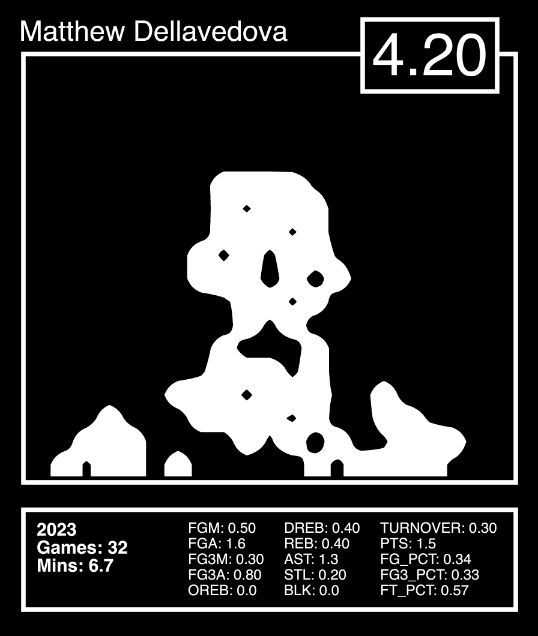 Matthew Dellavedova
4.20
2023
Games: 32
Mins: 6.7
FGM: 0.50
FGA: 1.6
FG3M: 0.30
FG3A: 0.80
OREB: 0.0
DREB: 0.40
REB: 0.40
AST: 1.3
STL: 0.20
BLK: 0.0
TURNOVER: 0.30
PTS: 1.5
FG_PCT: 0.34
FG3_PCT: 0.33
FT_PCT: 0.57